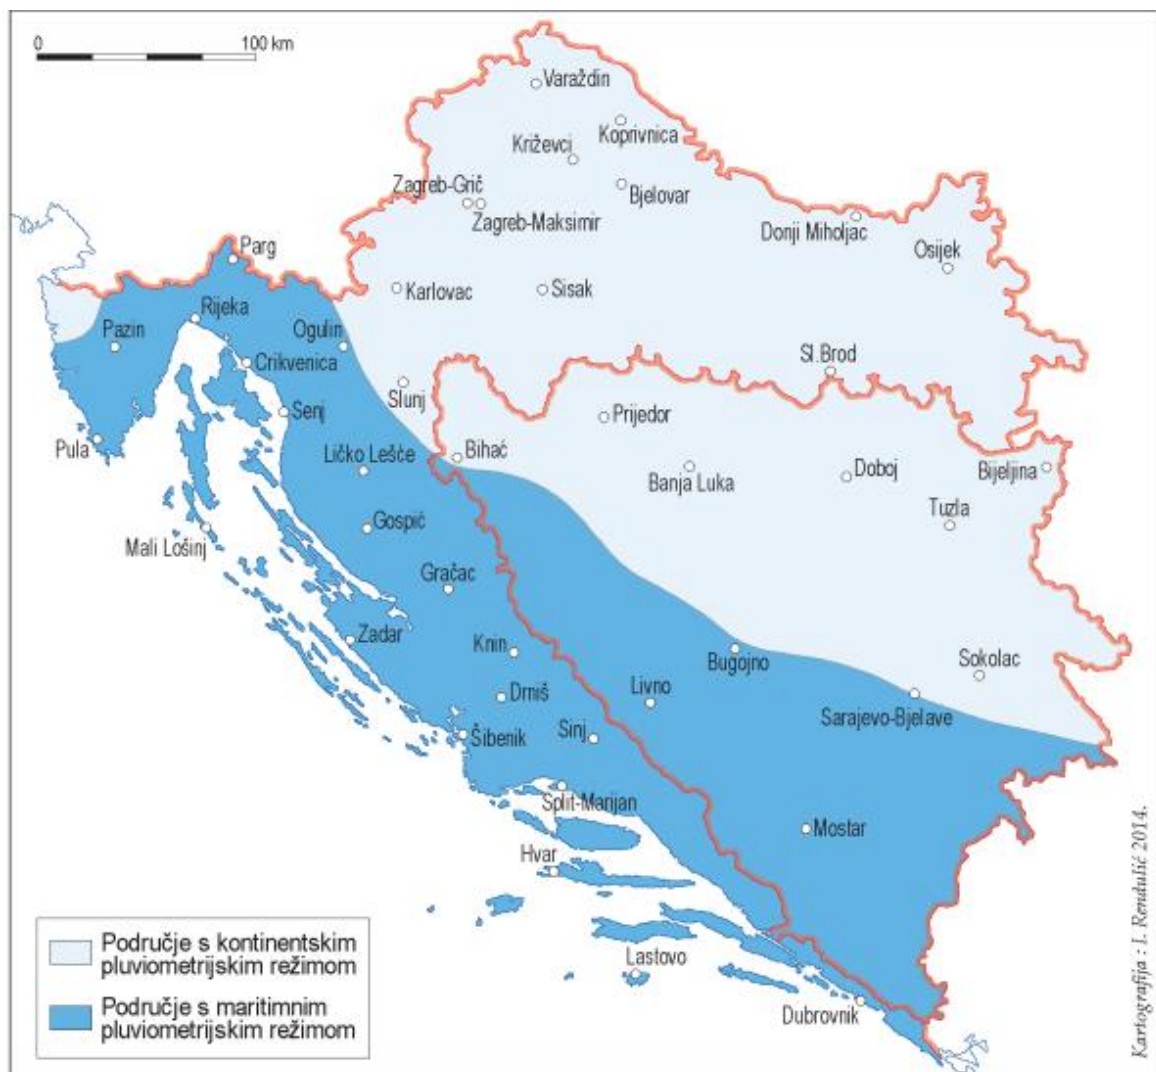 0 100 km
Varaždin
Koprivnica
Križevci
Bjelovar
Zagreb-Grič
Zagreb-Maksimir
Donji Miholjac
Osijek
Parg
Karlovac
Sisak
Rijeka
Pazin
Ogulin
Crikvenica
Sl.Brod
Slunj
Senj
Prijedor
Pula
Ličko Lešće
Bihać
Banja Luka
Doboj
Bijeljina
Tuzla
Gospić
Mali Lošinj
Gračac
Zadar
Knin
Bugojno
Sokolac
Drniš
Livno
Sarajevo-Bjelave
Šibenik
Sinj
Split-Marijan
Mostar
Hvar
Lastovo
Dubrovnik
Područje s kontinentskim
pluviometrijskim režimom
Područje s maritimnim
pluviometrijskim režimom
Kartografija : I. Rendulić 2014.